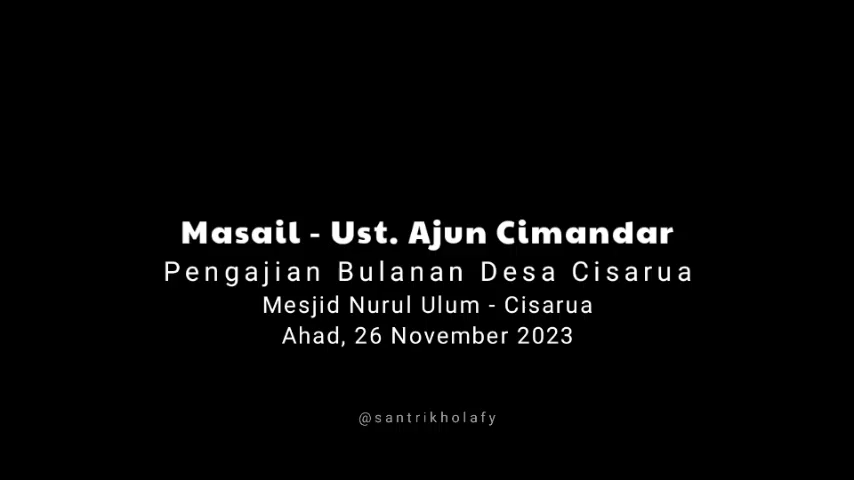 Masail - Ust. Ajun Cimandar
Pengajian Bulanan Desa Cisarua
Mesjid Nurul Ulum - Cisarua
Ahad, 26 November 2023
@santrikholafy